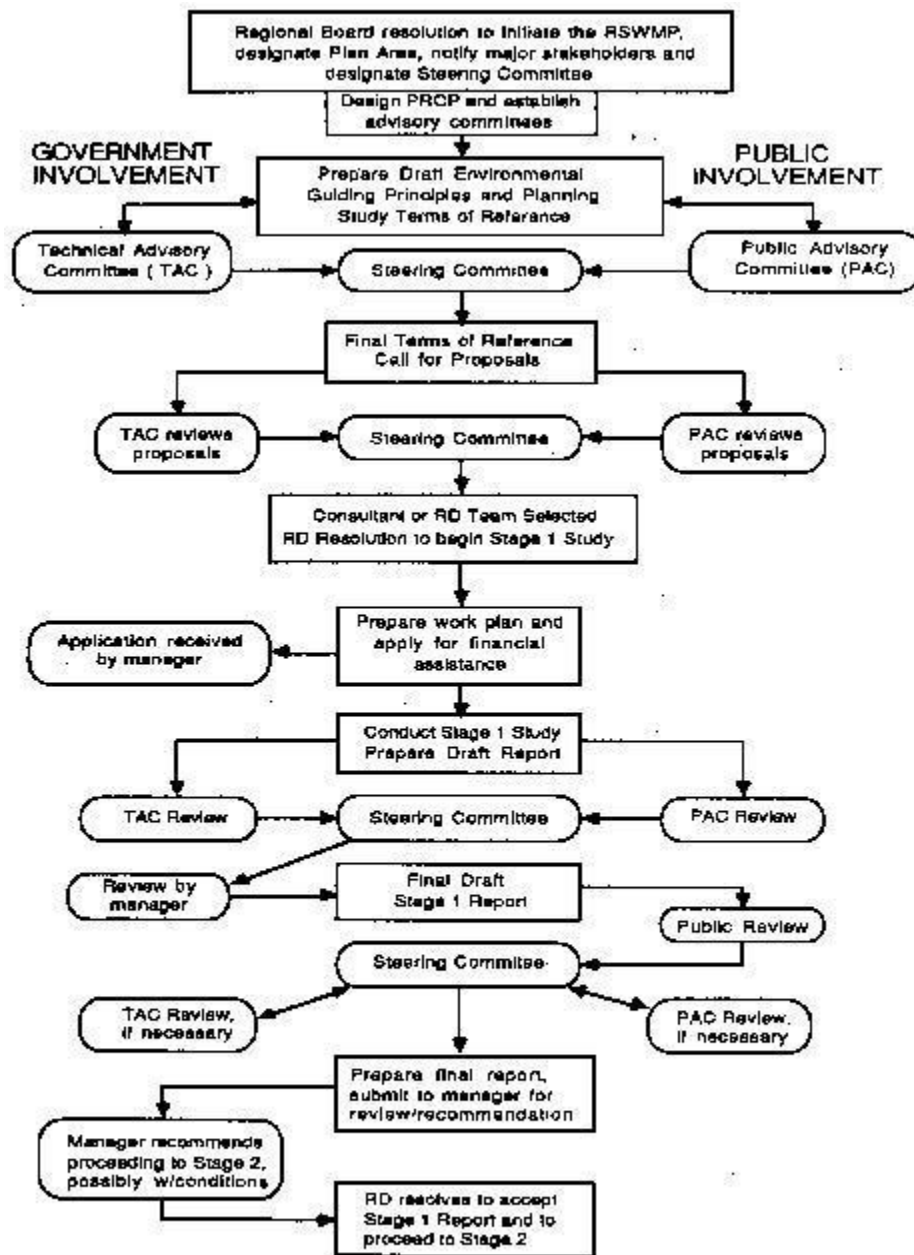 Regional Board resolution to initiate the RSWMP,
designate Plan Area, notify major stakeholders and
designate Steering Committee
Design PRCP and establish
advisory comminees
GOVERNMENT
INVOLVEMENT
PUBLIC
INVOLVEMENT
Prepare Draft Environmental
Guiding Principles and Planning
Study Terms of Reference
Technical Advisory
Committee ( TAC )
Steering Committee
Public Advisory
Committee (PAC)
Final Terms of Reference
Call for Proposals
TAC reviews
proposals
Steering Committee
PAC reviews
proposals
Consultant or RD Team Selected
RD Resolution to begin Stage 1 Study
Application received
by manager
Prepare work plan and
apply for financial
assistance
Conduct Stage 1 Study
Prepare Draft Report
TAC Review
Steering Committee
PAC Review
Review by
manager
Final Draft
Stage 1 Report
Public Review
Steering Commitee
TAC Review,
if necessary
PAC Review,
if necessary
Prepare final report,
submit to manager for
review/recommendation
Manager recommends
proceeding to Stage 2,
possibly w/conditions
RD resolves to accept
Stage 1 Report and to
proceed to Stage 2